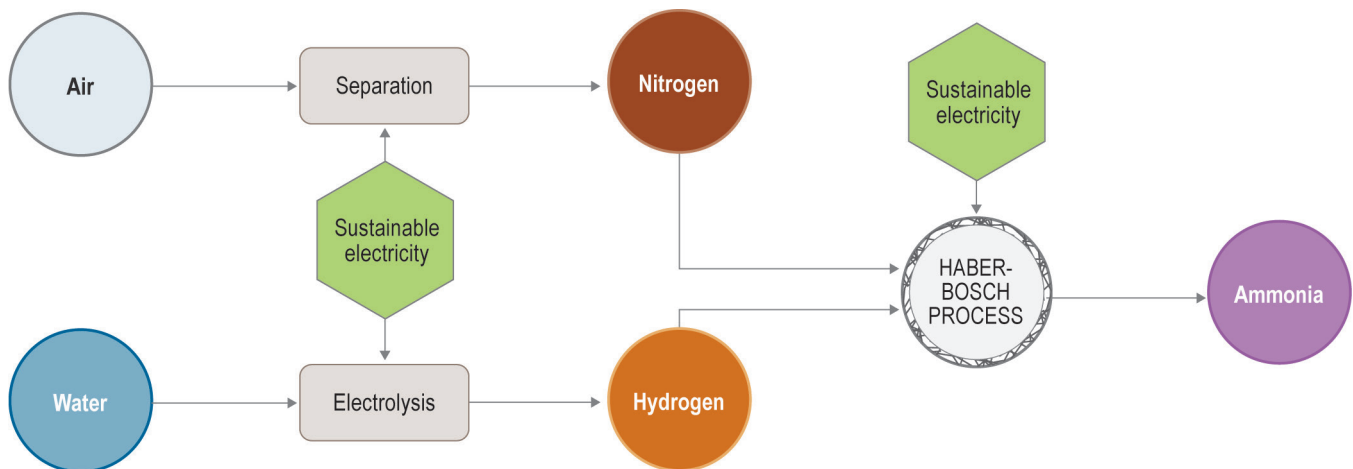 Air
Separation
Nitrogen
Sustainable
electricity
Sustainable
electricity
HABER-
BOSCH
PROCESS
Ammonia
Water
Electrolysis
Hydrogen